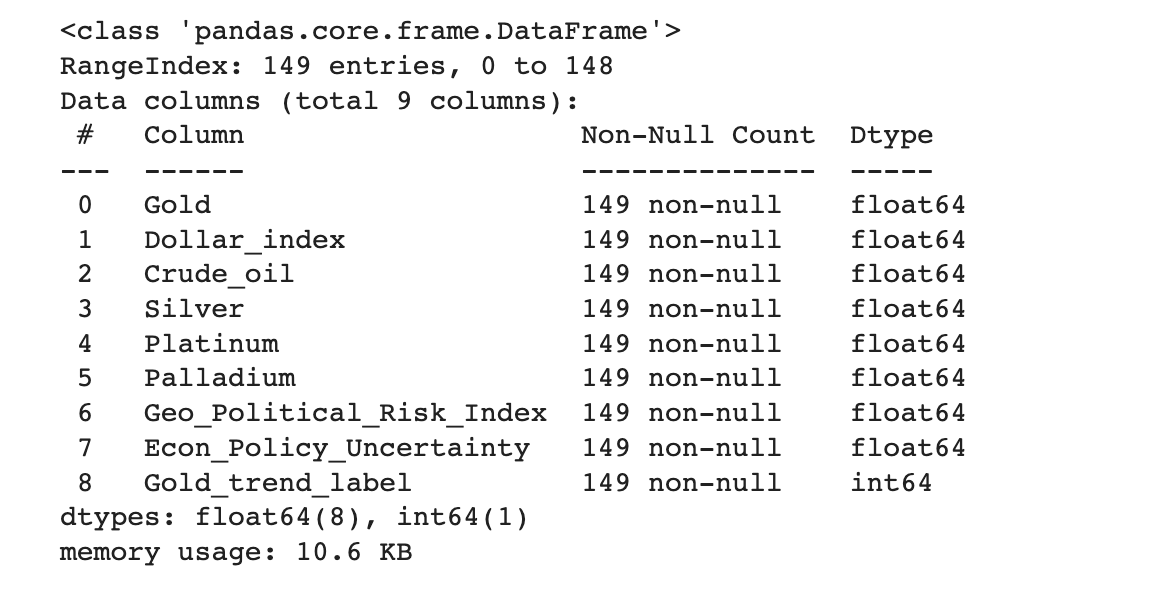 <class 'pandas.core.frame.DataFrame'>
RangeIndex: 149 entries, 0 to 148
Data columns (total 9 columns):
 #   Column                    Non-Null Count  Dtype
---  ------                    --------------  -----
 0   Gold                      149 non-null    float64
 1   Dollar_index              149 non-null    float64
 2   Crude_oil                 149 non-null    float64
 3   Silver                    149 non-null    float64
 4   Platinum                  149 non-null    float64
 5   Palladium                 149 non-null    float64
 6   Geo_Political_Risk_Index  149 non-null    float64
 7   Econ_Policy_Uncertainty   149 non-null    float64
 8   Gold_trend_label          149 non-null    int64
dtypes: float64(8), int64(1)
memory usage: 10.6 KB